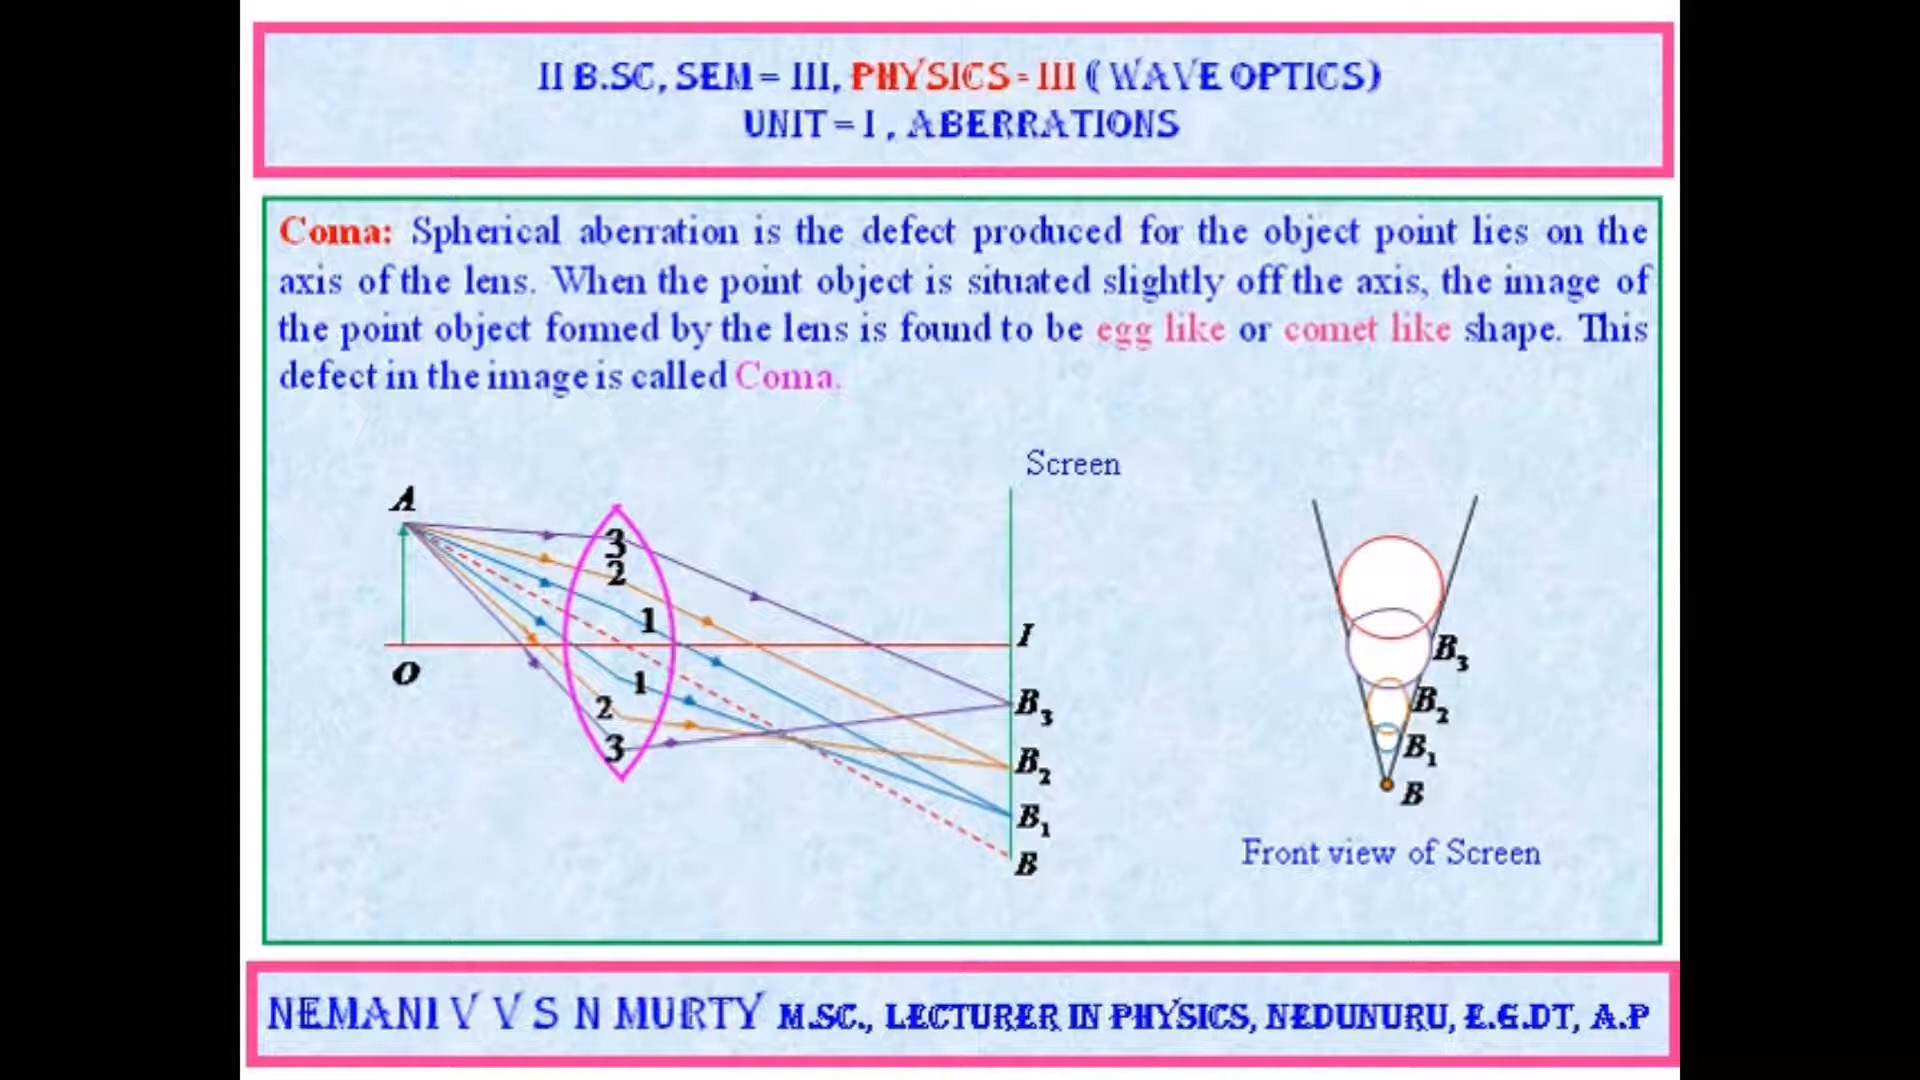 II B.SC, SEM = III, PHYSICS = III ( WAVE OPTICS)
UNIT = I , ABERRATIONS
Coma: Spherical aberration is the defect produced for the object point lies on the
axis of the lens. When the point object is situated slightly off the axis, the image of
the point object formed by the lens is found to be egg like or comet like shape. This
defect in the image is called Coma.
Screen
A
3
2
1
I
O
1
2
3
B3
B2
B1
B
B3
B2
B1
B
Front view of Screen
NEMANI V V S N MURTY M.SC., LECTURER IN PHYSICS, NEDUNURU, E.G.DT, A.P